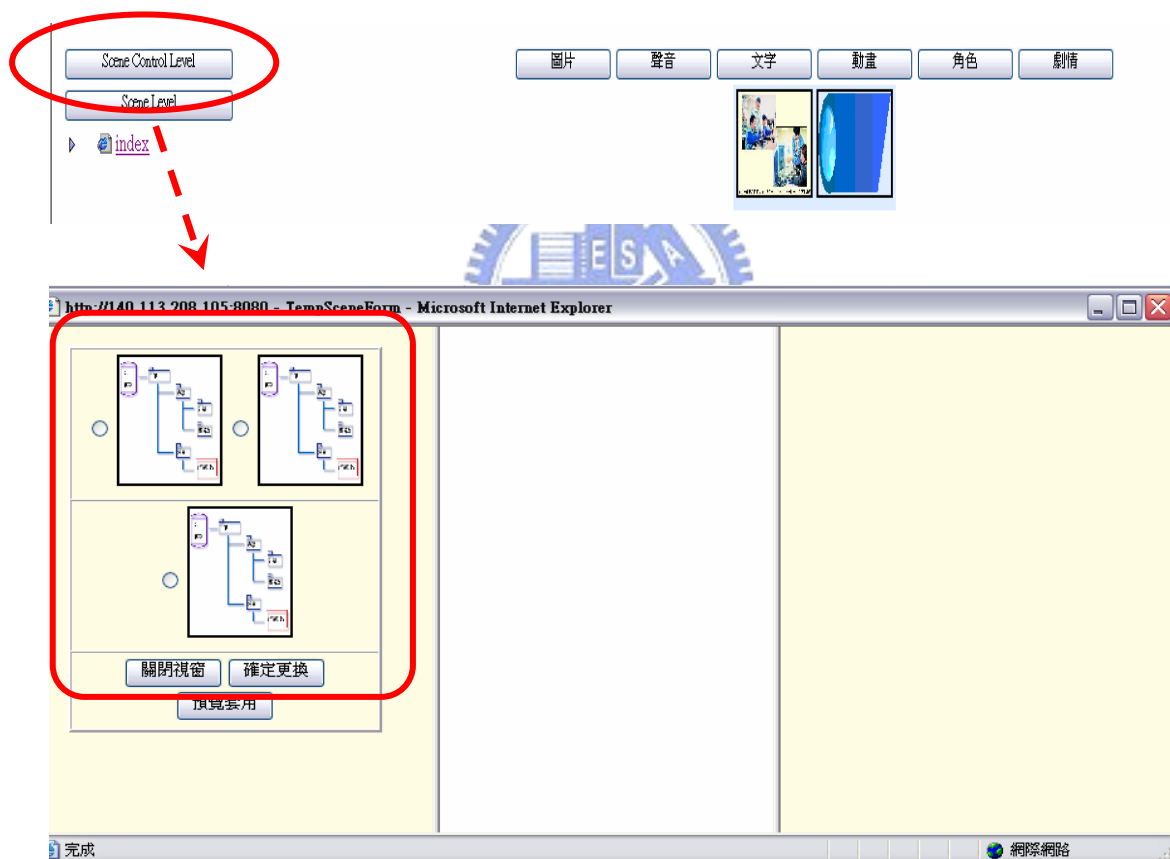 Scene Control Level
圖片 聲音 文字 動畫 角色 劇情
Scene Level
index
ESA
http://140.113.208.105:8080 - TempSceneForm - Microsoft Internet Explorer
關閉視窗 確定更換
預覽套用
完成 網際網路